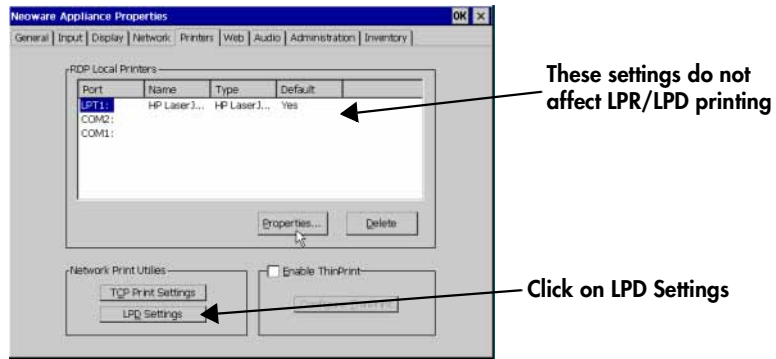 Neoware Appliance Properties OK ×
General Input Display Network Printers Web Audio Administration Inventory
RDP Local Printers
Port Name Type Default
LPT1: HP LaserJ... HP LaserJ... Yes
COM2:
COM1:
These settings do not
affect LPR/LPD printing
Properties... Delete
Network Print Utilies
Enable ThinPrint
TCP Print Settings
LPD Settings
Click on LPD Settings